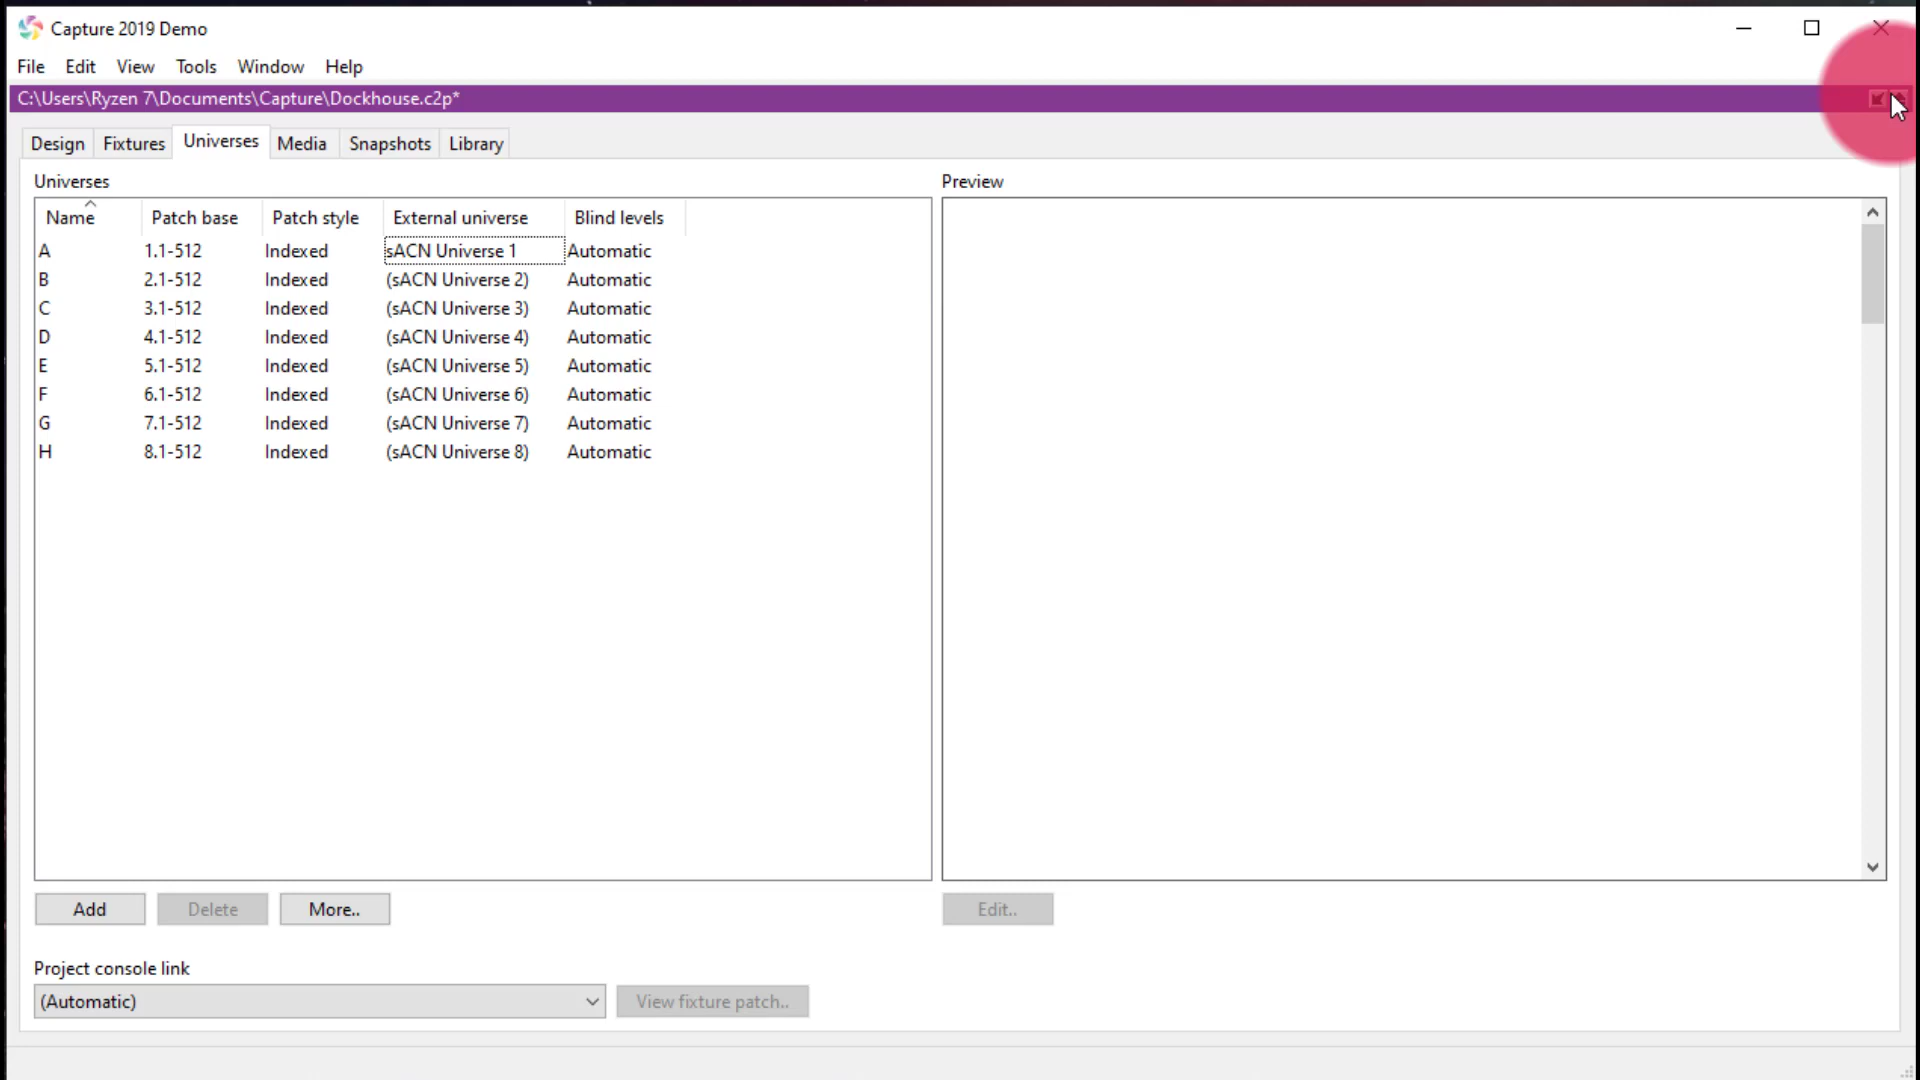 Capture 2019 Demo
File Edit View Tools Window Help
C:\Users\Ryzen 7\Documents\Capture\Dockhouse.c2p*
Design Fixtures Universes Media Snapshots Library
Universes Preview
Name Patch base Patch style External universe Blind levels
A 1.1-512 Indexed sACN Universe 1 Automatic
B 2.1-512 Indexed (sACN Universe 2) Automatic
C 3.1-512 Indexed (sACN Universe 3) Automatic
D 4.1-512 Indexed (sACN Universe 4) Automatic
E 5.1-512 Indexed (sACN Universe 5) Automatic
F 6.1-512 Indexed (sACN Universe 6) Automatic
G 7.1-512 Indexed (sACN Universe 7) Automatic
H 8.1-512 Indexed (sACN Universe 8) Automatic
Add Delete More.. Edit..
Project console link
(Automatic) View fixture patch..